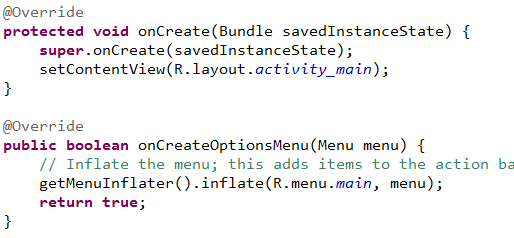 @Override
protected void onCreate(Bundle savedInstanceState) {
super.onCreate(savedInstanceState);
setContentView(R.layout.activity_main);
}
@Override
public boolean onCreateOptionsMenu(Menu menu) {
// Inflate the menu; this adds items to the action ba
getMenuInflater().inflate(R.menu.main, menu);
return true;
}